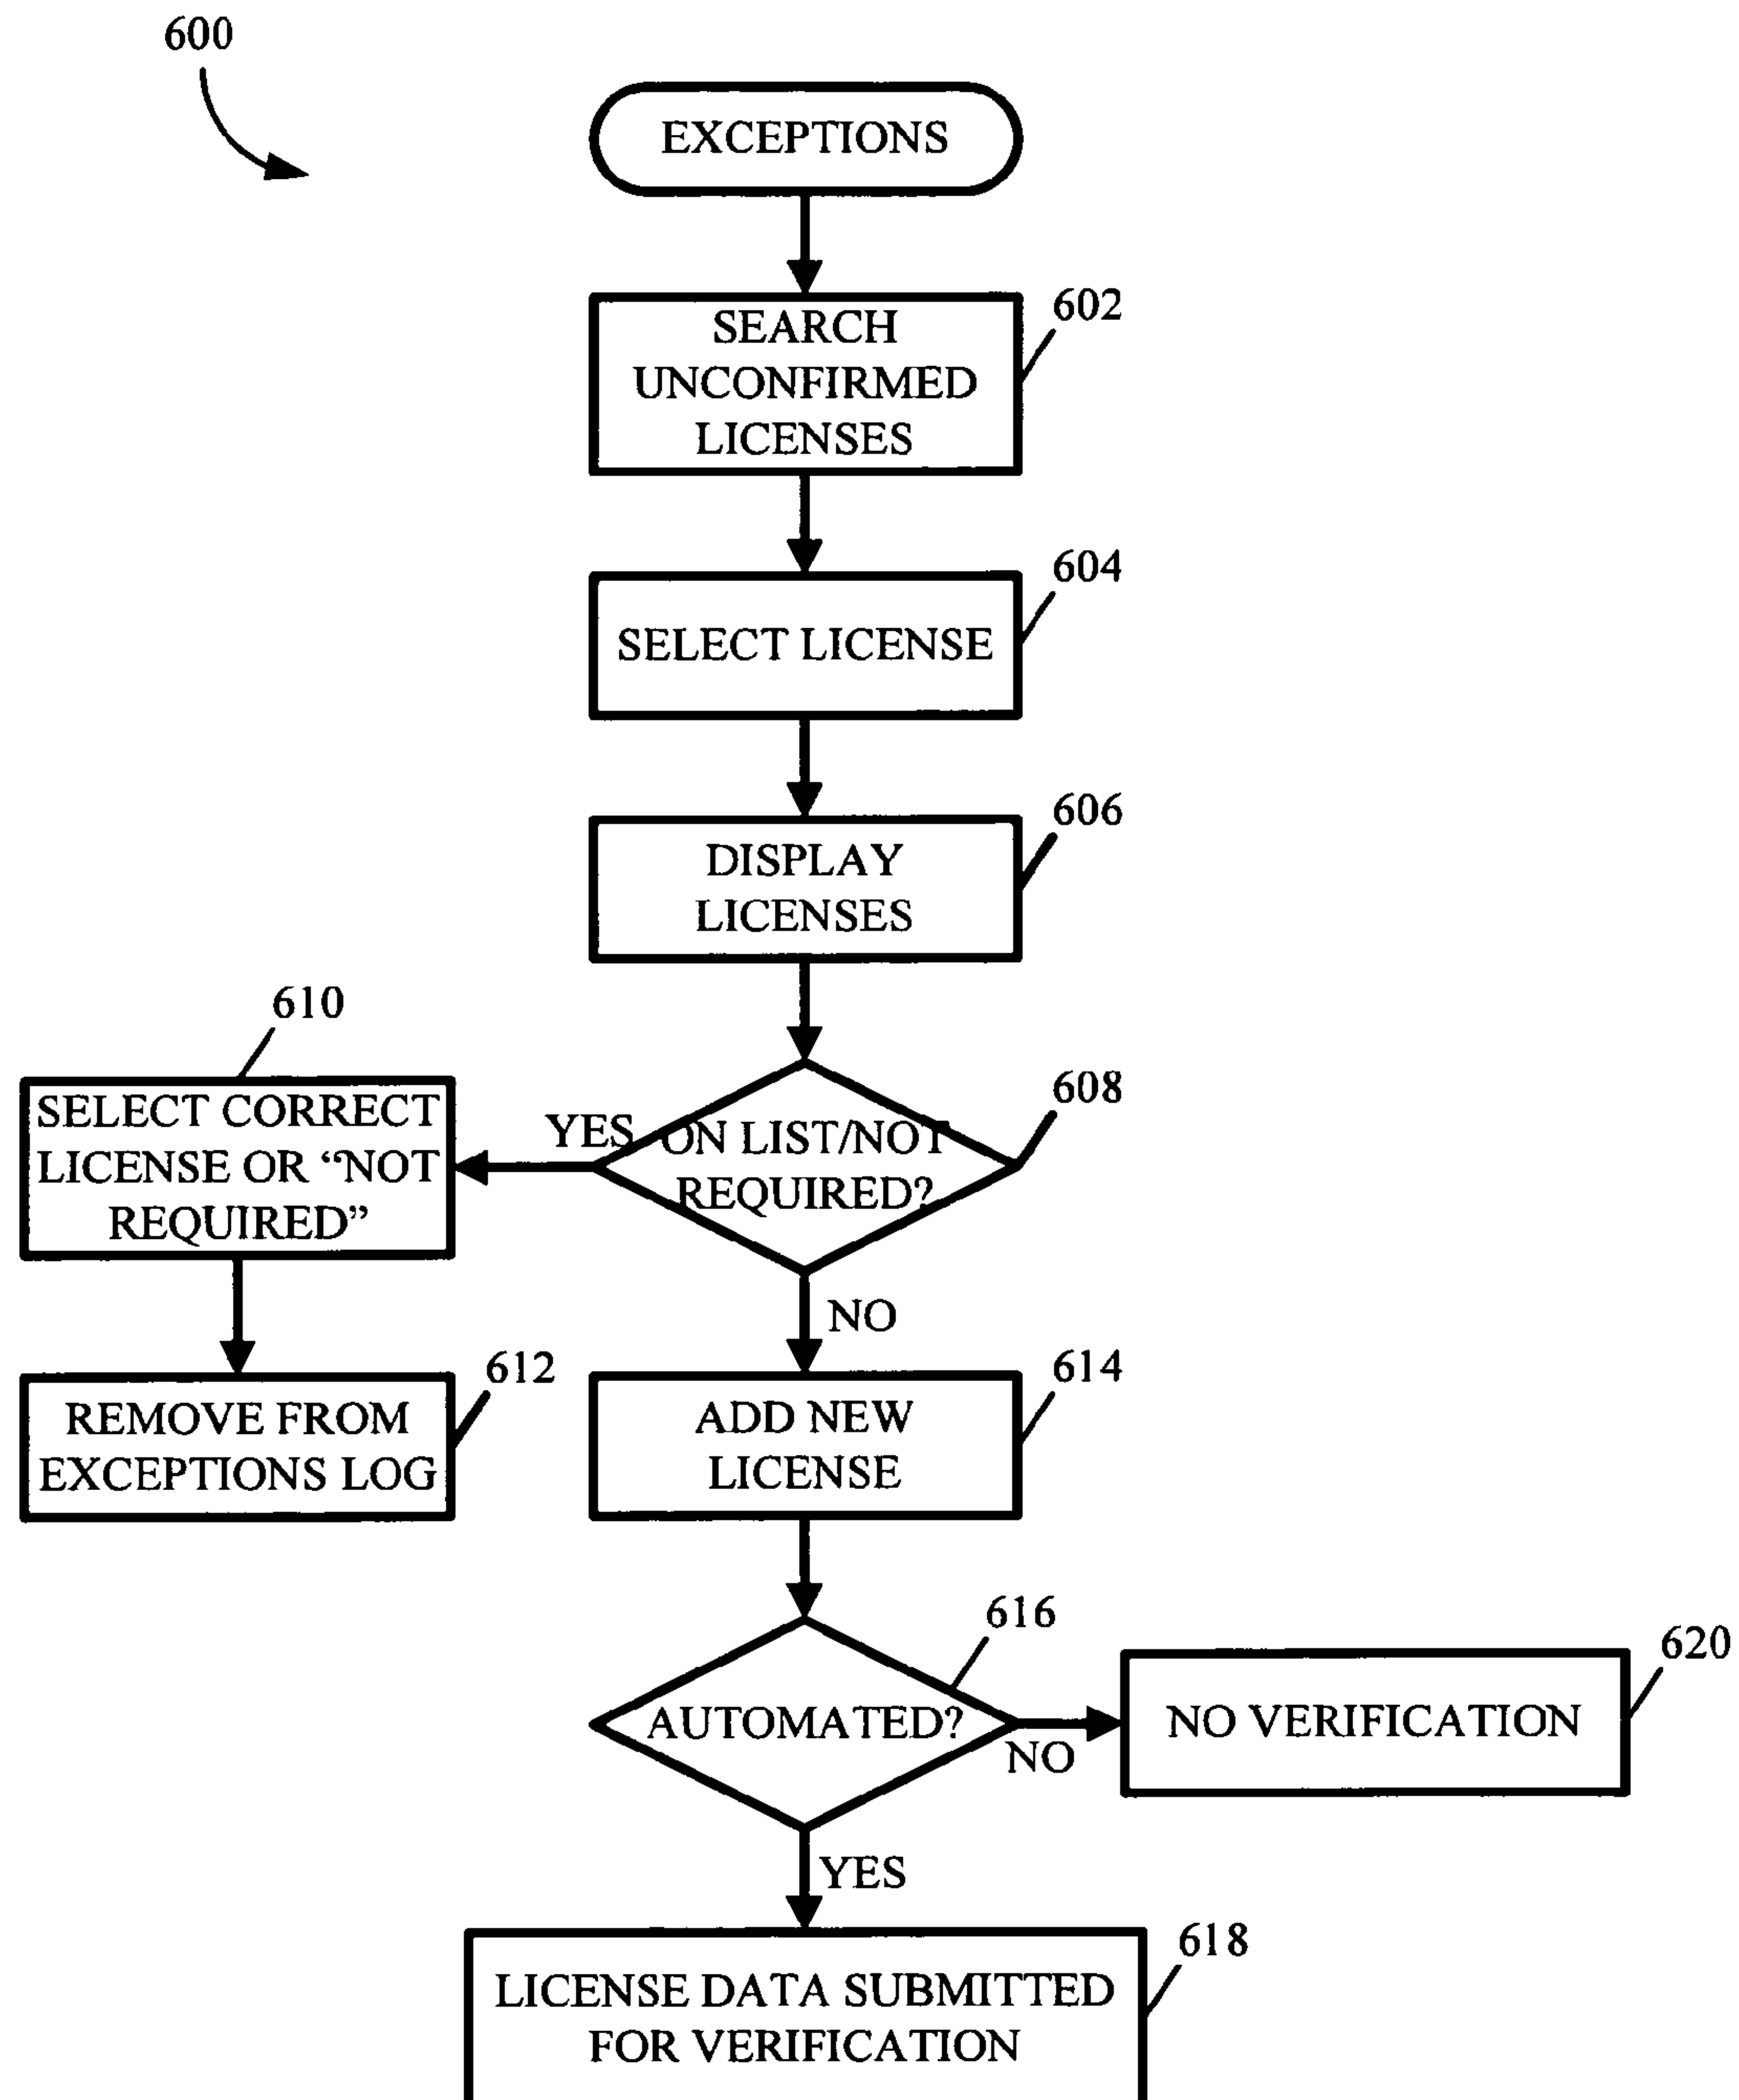 600
EXCEPTIONS
602
SEARCH
UNCONFIRMED
LICENSES
604
SELECT LICENSE
606
DISPLAY
LICENSES
608
ON LIST/NOT
REQUIRED?
YES
610
SELECT CORRECT
LICENSE OR “NOT
REQUIRED”
612
REMOVE FROM
EXCEPTIONS LOG
NO
614
ADD NEW
LICENSE
616
AUTOMATED?
NO
620
NO VERIFICATION
YES
618
LICENSE DATA SUBMITTED
FOR VERIFICATION